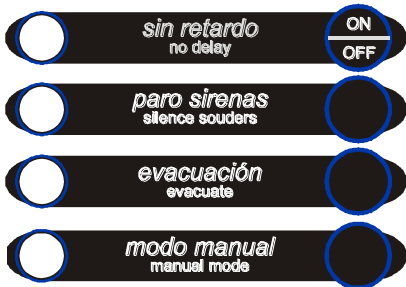 sin retardo
no delay
ON
OFF
paro sirenas
silence souders
evacuación
evacuate
modo manual
manual mode